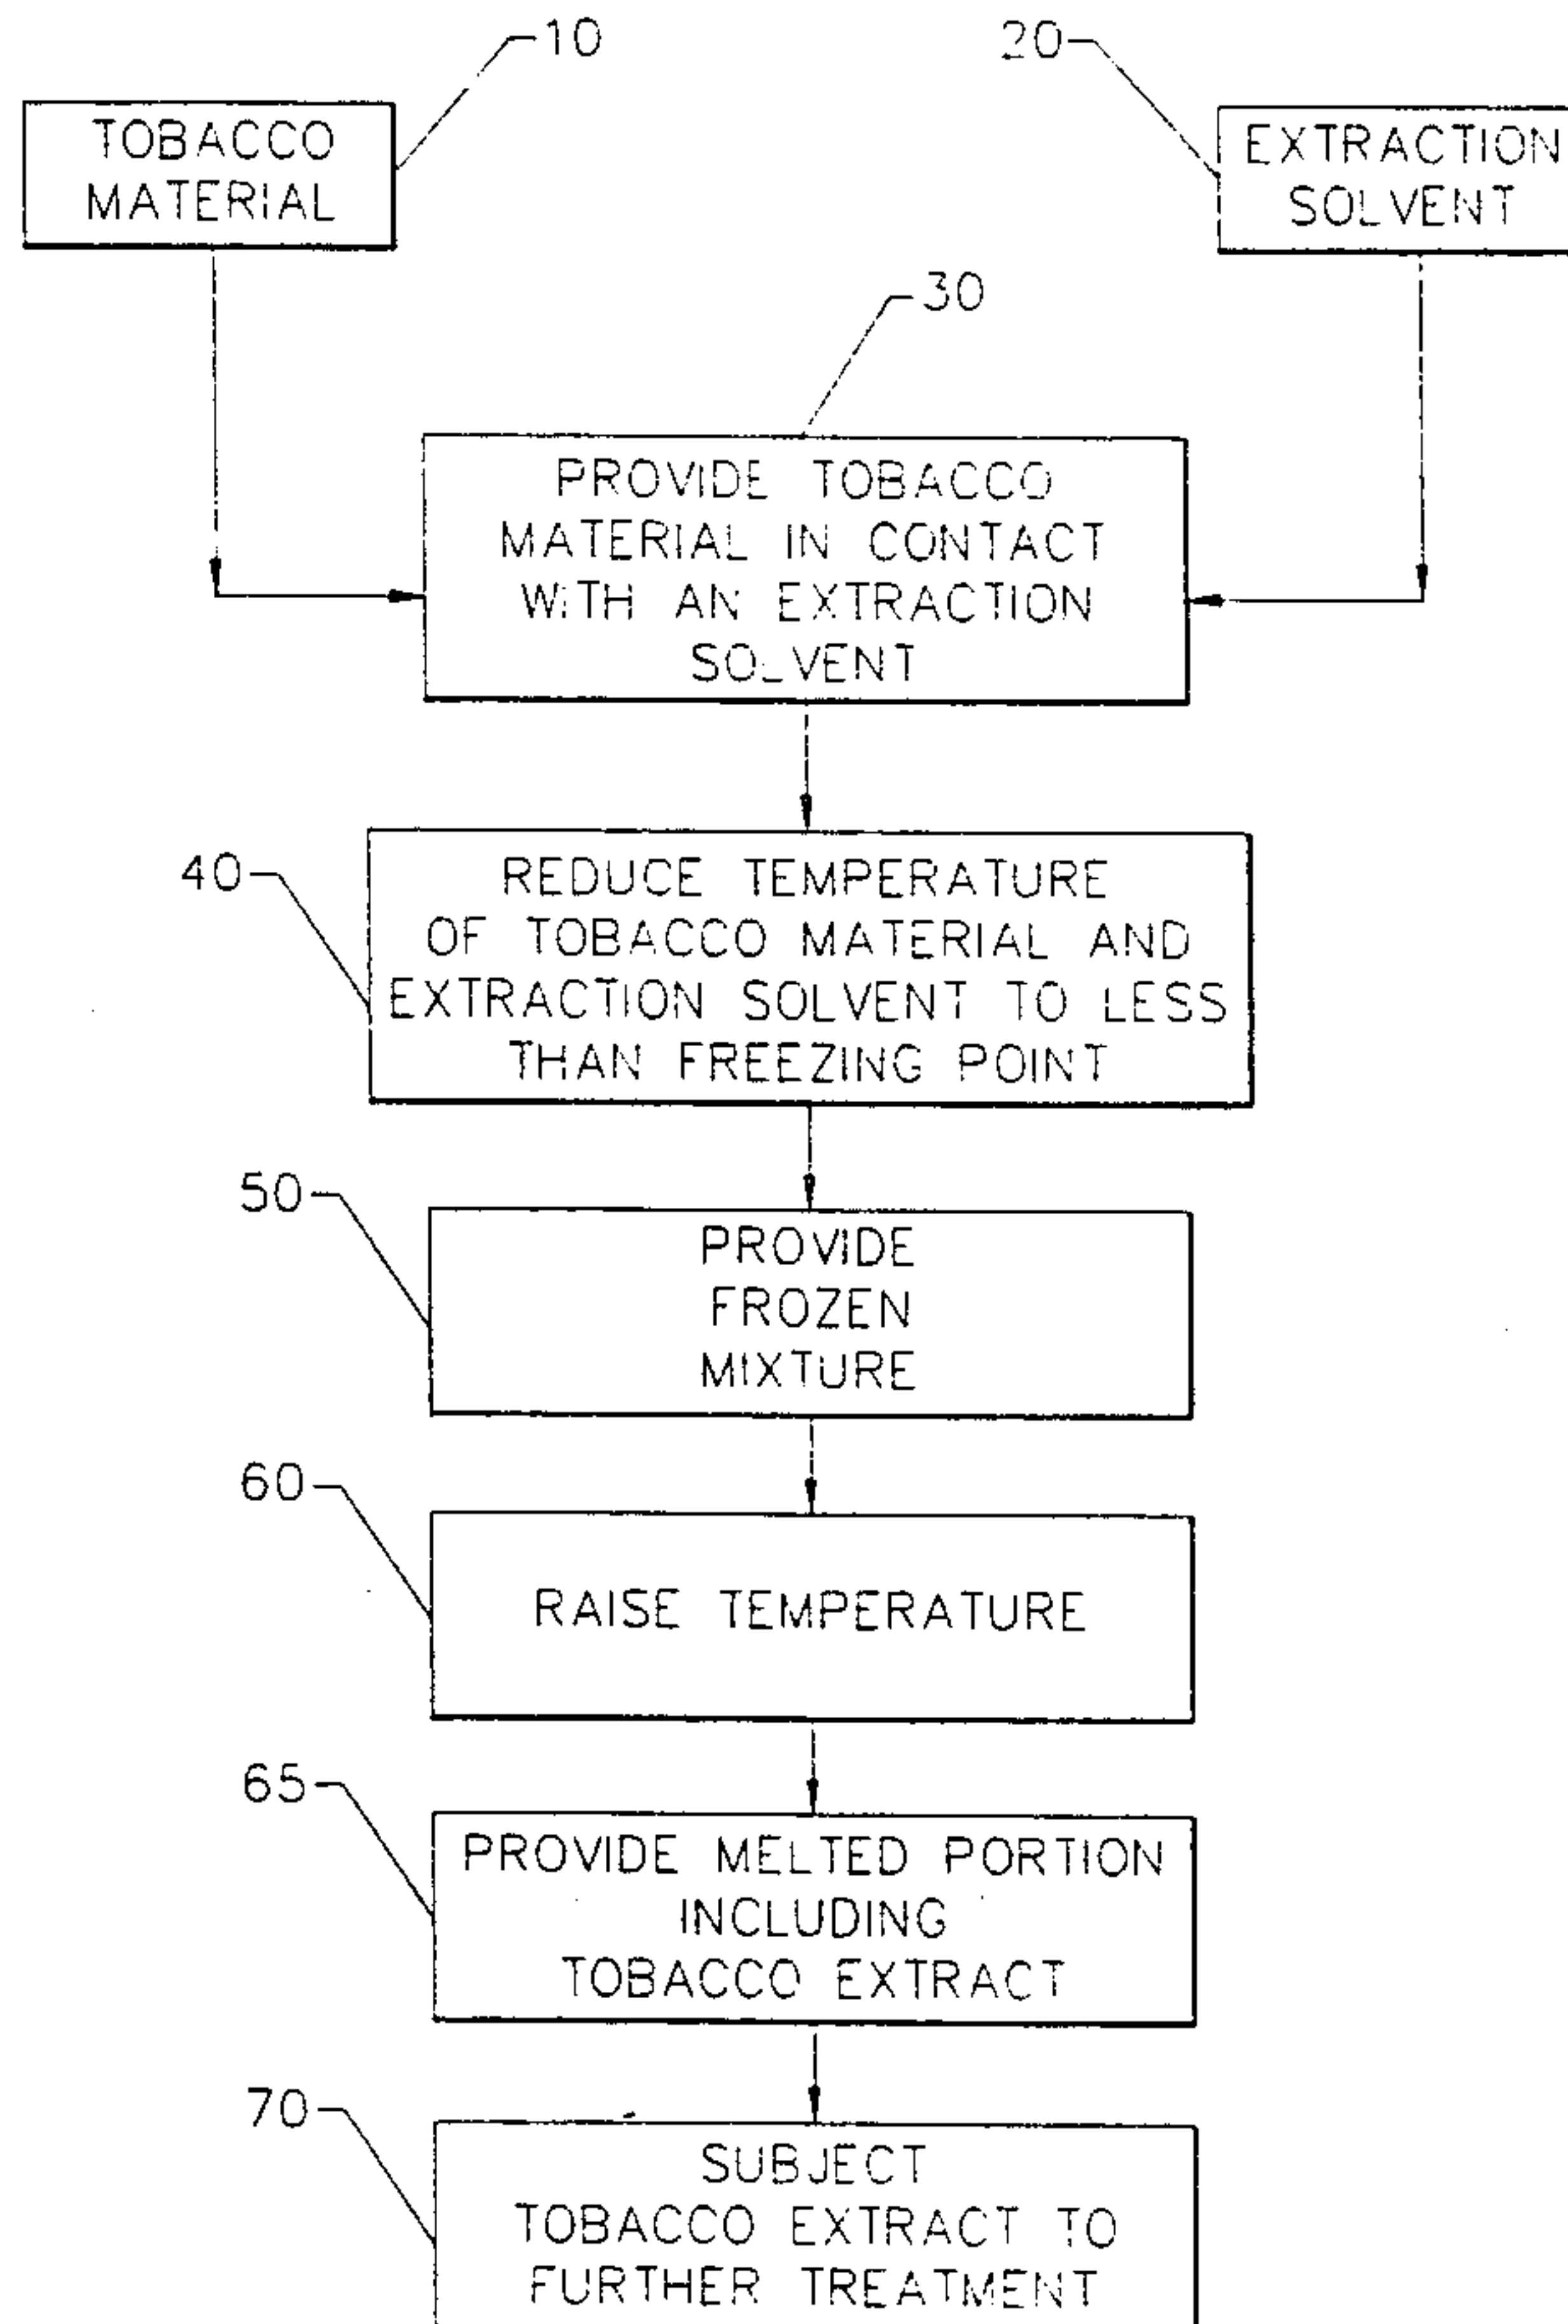 10
20
TOBACCO
MATERIAL
EXTRACTION
SOLVENT
30
PROVIDE TOBACCO
MATERIAL IN CONTACT
WITH AN EXTRACTION
SOLVENT
40
REDUCE TEMPERATURE
OF TOBACCO MATERIAL AND
EXTRACTION SOLVENT TO LESS
THAN FREEZING POINT
50
PROVIDE
FROZEN
MIXTURE
60
RAISE TEMPERATURE
65
PROVIDE MELTED PORTION
INCLUDING
TOBACCO EXTRACT
70
SUBJECT
TOBACCO EXTRACT TO
FURTHER TREATMENT